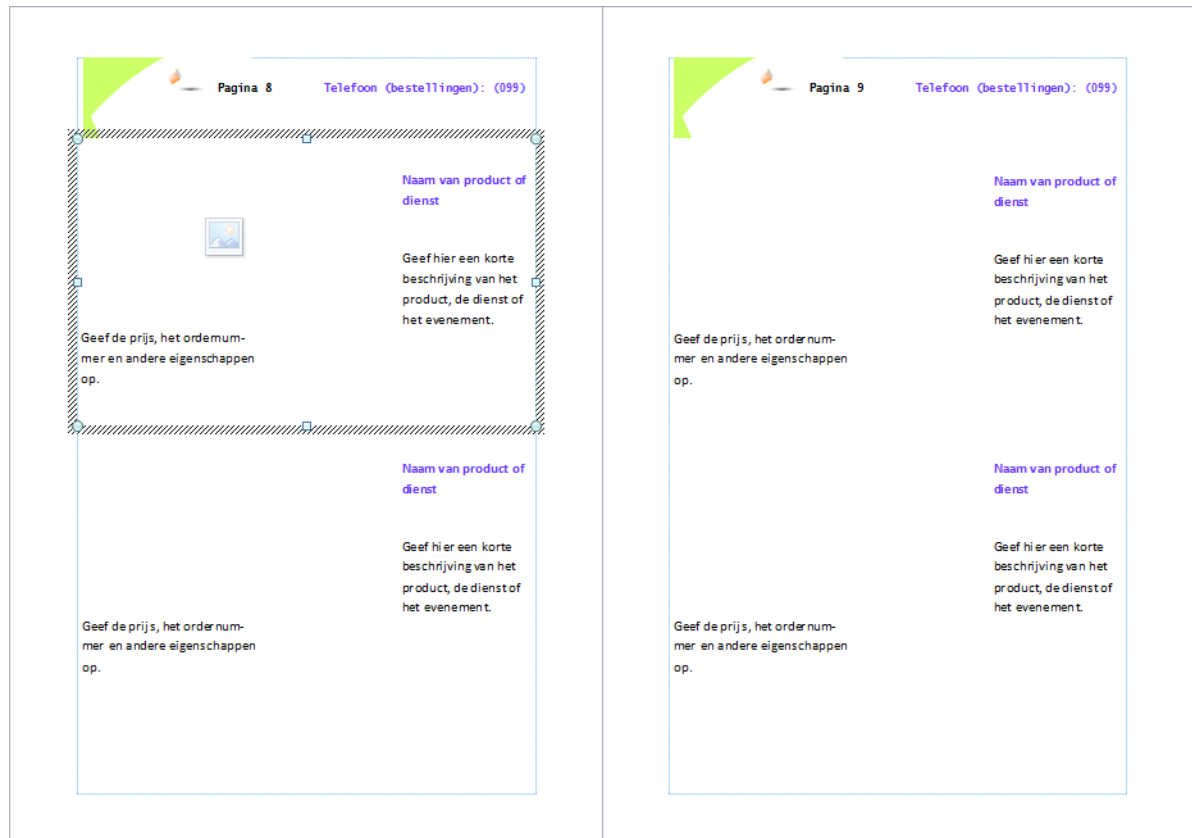 Pagina 8
Telefoon (bestellingen): (099)
Naam van product of
dienst
Geef hier een korte
beschrijving van het
product, de dienst of
het evenement.
Geef de prijs, het ordernum-
mer en andere eigenschappen
op.
Naam van product of
dienst
Geef hier een korte
beschrijving van het
product, de dienst of
het evenement.
Geef de prijs, het ordernum-
mer en andere eigenschappen
op.
Pagina 9
Telefoon (bestellingen): (099)
Naam van product of
dienst
Geef hier een korte
beschrijving van het
product, de dienst of
het evenement.
Geef de prijs, het ordernum-
mer en andere eigenschappen
op.
Naam van product of
dienst
Geef hier een korte
beschrijving van het
product, de dienst of
het evenement.
Geef de prijs, het ordernum-
mer en andere eigenschappen
op.